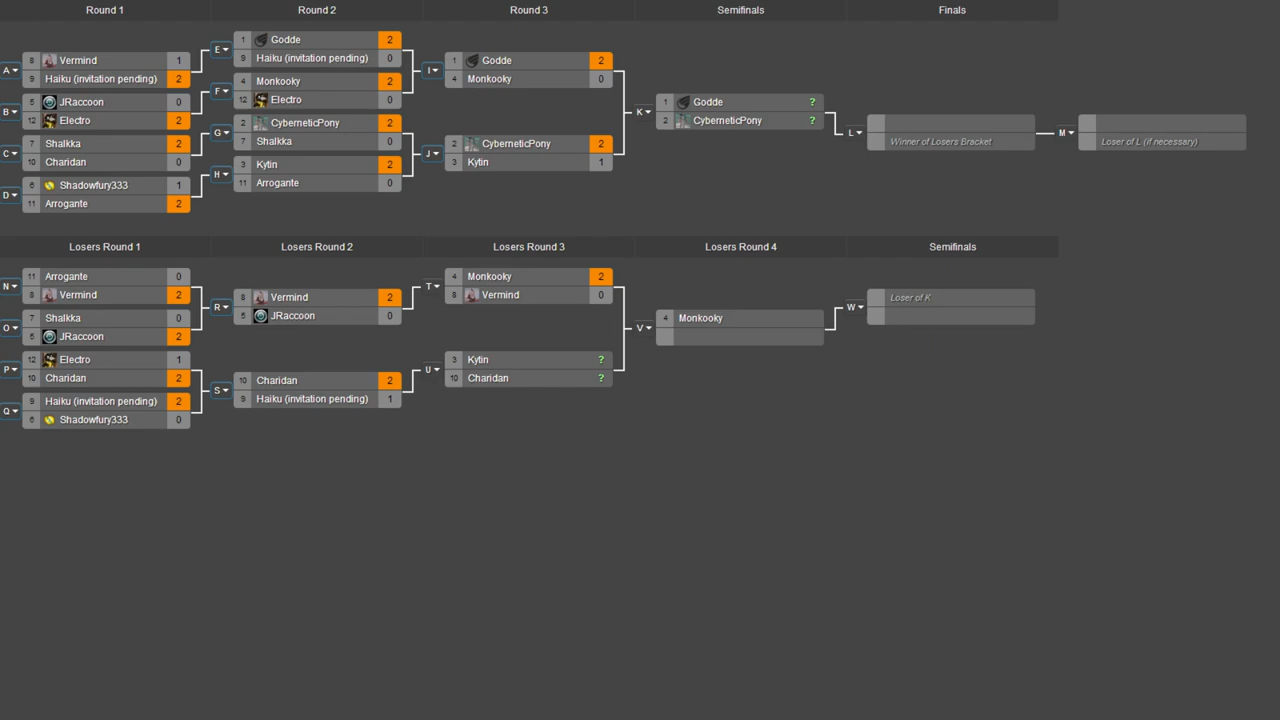 Round 1
Round 2
Round 3
Semifinals
Finals
A
8 Vermind 1
9 Haiku (invitation pending) 2
B
5 JRaccoon 0
12 Electro 2
C
7 Shalkka 2
10 Charidan 0
D
6 Shadowfury333 1
11 Arrogante 2
E
1 Godde 2
9 Haiku (invitation pending) 0
F
4 Monkooky 2
12 Electro 0
G
2 CyberneticPony 2
7 Shalkka 0
H
3 Kytin 2
11 Arrogante 0
I
1 Godde 2
4 Monkooky 0
J
2 CyberneticPony 2
3 Kytin 1
K
1 Godde ?
2 CyberneticPony ?
L
Winner of Losers Bracket
M
Loser of L (if necessary)
Losers Round 1
Losers Round 2
Losers Round 3
Losers Round 4
Semifinals
N
11 Arrogante 0
8 Vermind 2
O
7 Shalkka 0
5 JRaccoon 2
P
12 Electro 1
10 Charidan 2
Q
9 Haiku (invitation pending) 2
6 Shadowfury333 0
R
8 Vermind 2
5 JRaccoon 0
S
10 Charidan 2
9 Haiku (invitation pending) 1
T
4 Monkooky 2
8 Vermind 0
U
3 Kytin ?
10 Charidan ?
V
4 Monkooky
W
Loser of K